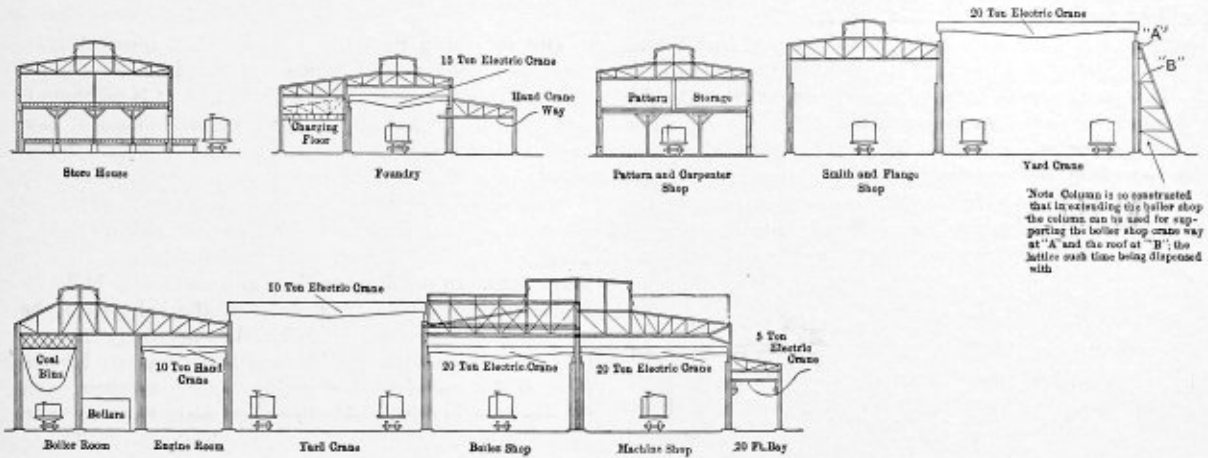 20 Ton Electric Crane
"A"
"B"
15 Ton Electric Crane
Hand Crane
Way
Charging
Floor
Pattern Storage
Store House
Foundry
Pattern and Carpenter
Shop
Smith and Flange
Shop
Yard Crane
Note Column is so constructed
that in extending the boiler shop
the column can be used for sup-
porting the boiler shop crane way
at "A" and the roof at "B"; the
lattice such time being dispensed
with
10 Ton Electric Crane
5 Ton
Electric
Crane
Coal
Bins
10 Ton Hand
Crane
20 Ton Electric Crane
20 Ton Electric Crane
Boilers
Boiler Room
Engine Room
Yard Crane
Boiler Shop
Machine Shop
20 Ft. Bay